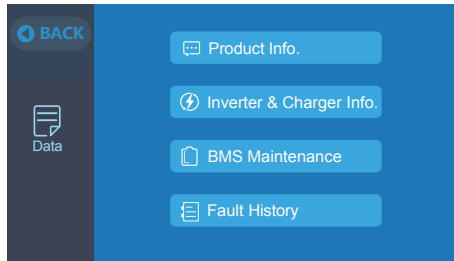 BACK
Data
Product Info.
Inverter & Charger Info.
BMS Maintenance
Fault History